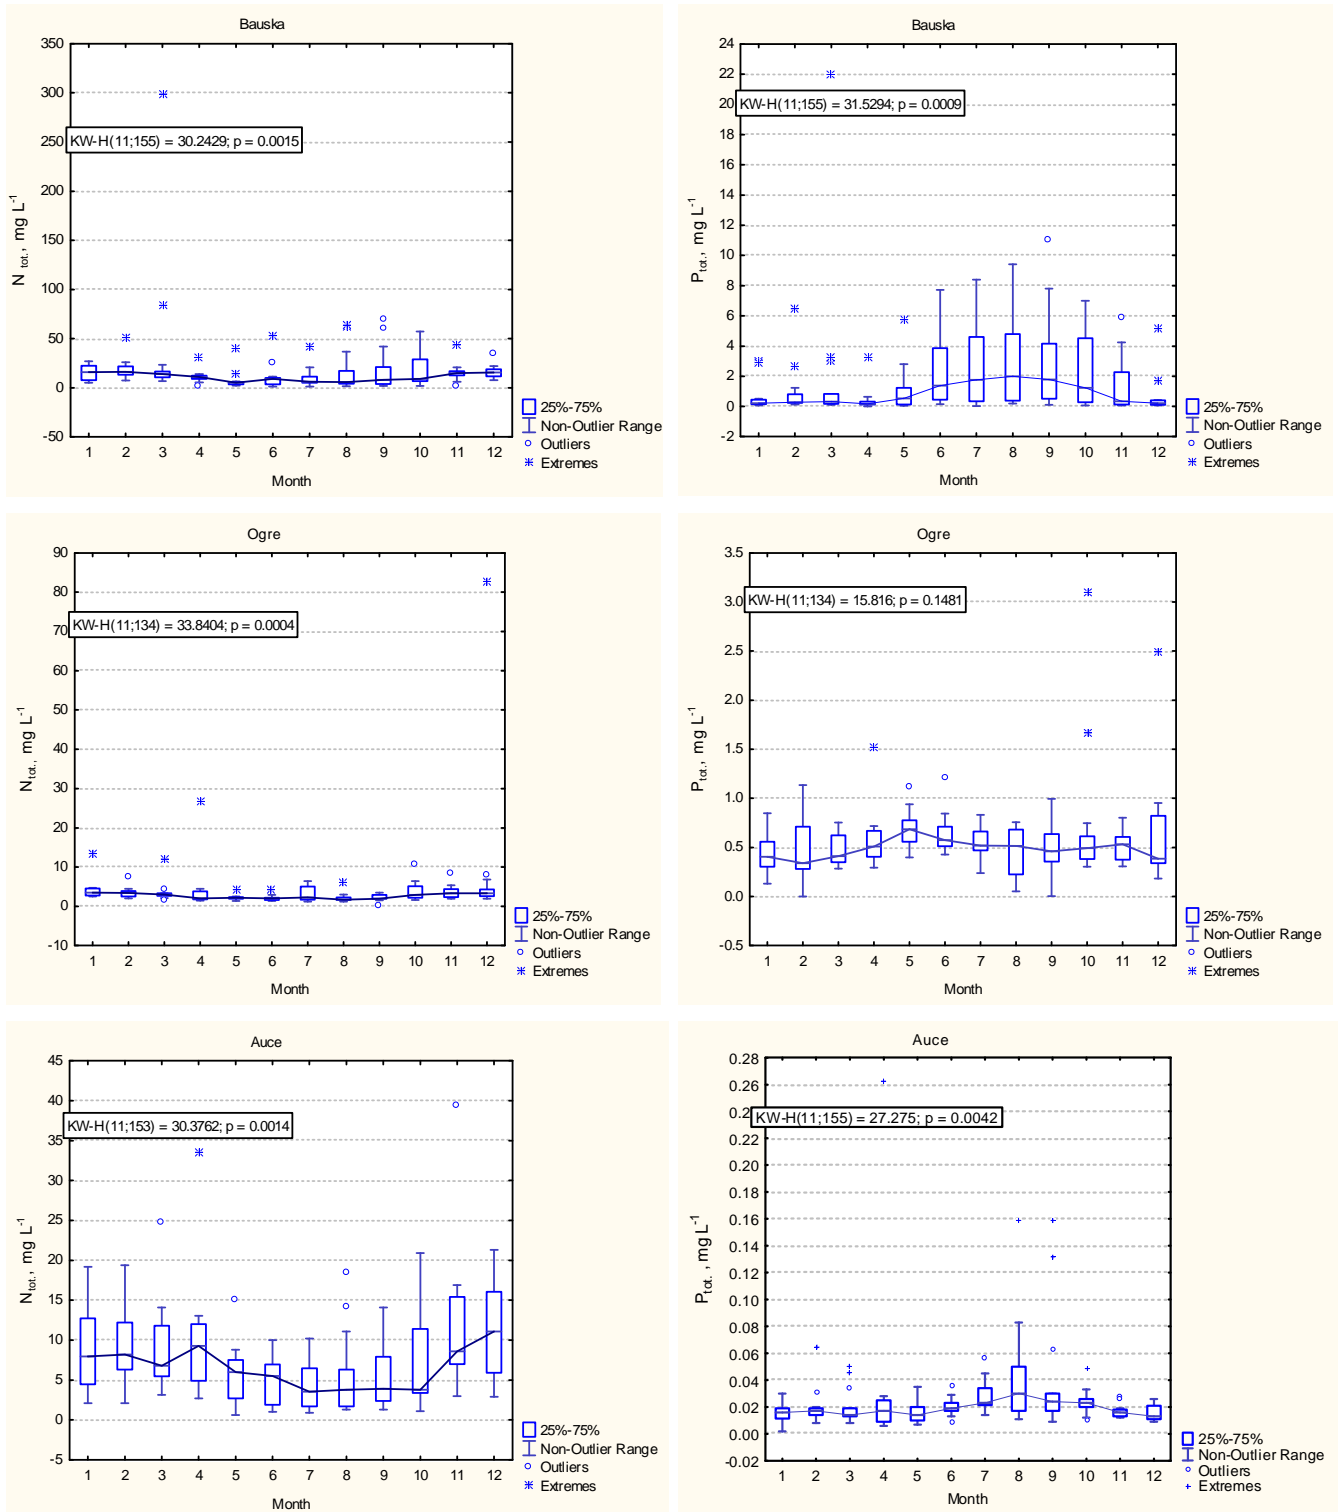 Bauska
350
300
250
200
150
100
50
0
-50
KW-H(11;155) = 30.2429; p = 0.0015
N tot., mg L-1
1 2 3 4 5 6 7 8 9 10 11 12
Month
25%-75%
Non-Outlier Range
Outliers
Extremes
Bauska
24
22
20
18
16
14
12
10
8
6
4
2
0
-2
KW-H(11;155) = 31.5294; p = 0.0009
Ptot., mg L-1
1 2 3 4 5 6 7 8 9 10 11 12
Month
25%-75%
Non-Outlier Range
Outliers
Extremes
Ogre
90
80
70
60
50
40
30
20
10
0
-10
KW-H(11;134) = 33.8404; p = 0.0004
Ntot., mg L-1
1 2 3 4 5 6 7 8 9 10 11 12
Month
25%-75%
Non-Outlier Range
Outliers
Extremes
Ogre
3.5
3.0
2.5
2.0
1.5
1.0
0.5
0.0
-0.5
KW-H(11;134) = 15.816; p = 0.1481
Ptot., mg L-1
1 2 3 4 5 6 7 8 9 10 11 12
Month
25%-75%
Non-Outlier Range
Outliers
Extremes
Auce
45
40
35
30
25
20
15
10
5
0
-5
KW-H(11;153) = 30.3762; p = 0.0014
Ntot., mg L-1
1 2 3 4 5 6 7 8 9 10 11 12
Month
25%-75%
Non-Outlier Range
Outliers
Extremes
Auce
0.28
0.26
0.22
0.20
0.18
0.16
0.14
0.12
0.10
0.08
0.06
0.04
0.02
0.00
-0.02
KW-H(11;155) = 27.275; p = 0.0042
Ptot., mg L-1
1 2 3 4 5 6 7 8 9 10 11 12
Month
25%-75%
Non-Outlier Range
Outliers
Extremes